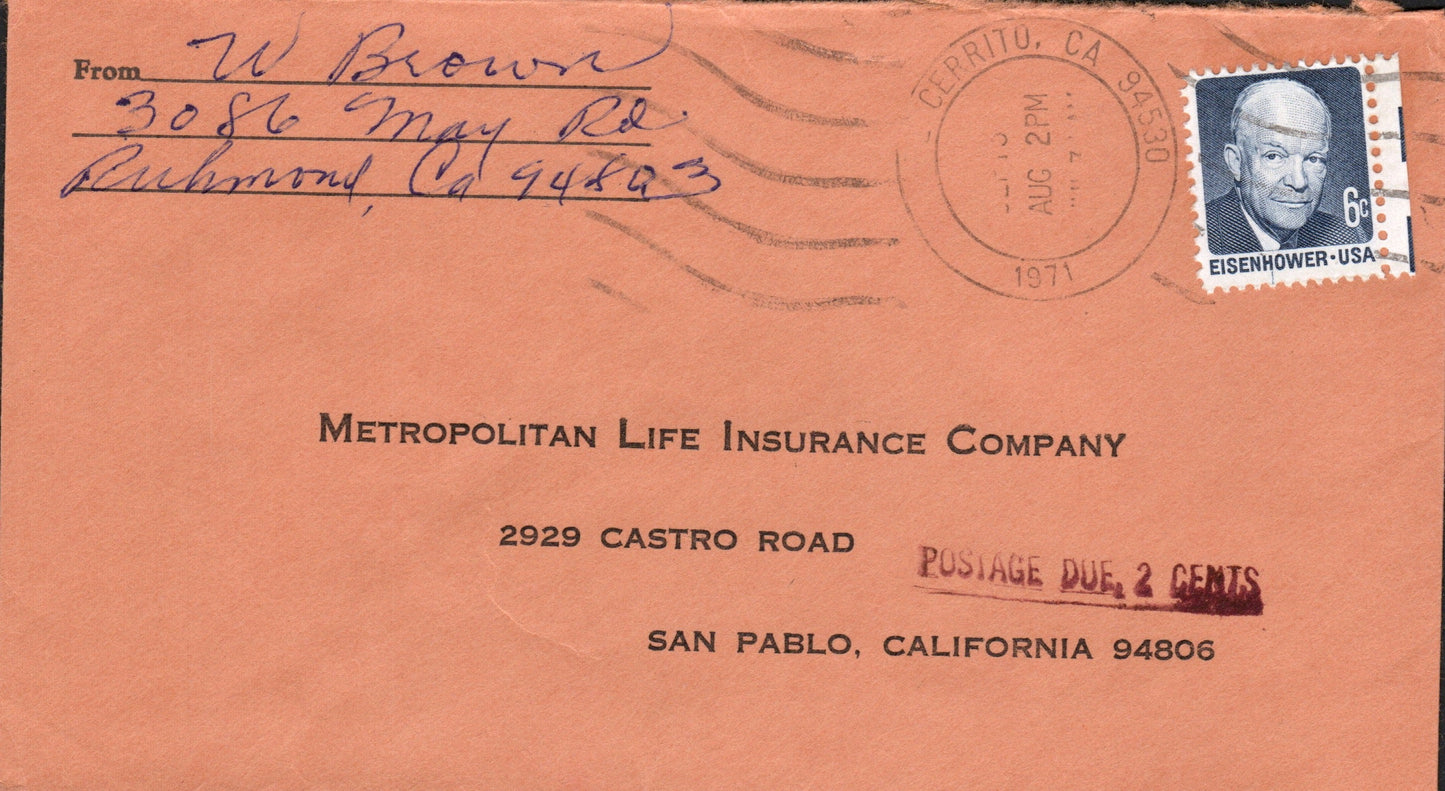 From W Brown
3086 May Rd.
Richmond, Ca 94803
CERRITO, CA 94530
AUG 2PM
1971
6c
EISENHOWER·USA
METROPOLITAN LIFE INSURANCE COMPANY
2929 CASTRO ROAD
POSTAGE DUE, 2 CENTS
SAN PABLO, CALIFORNIA 94806